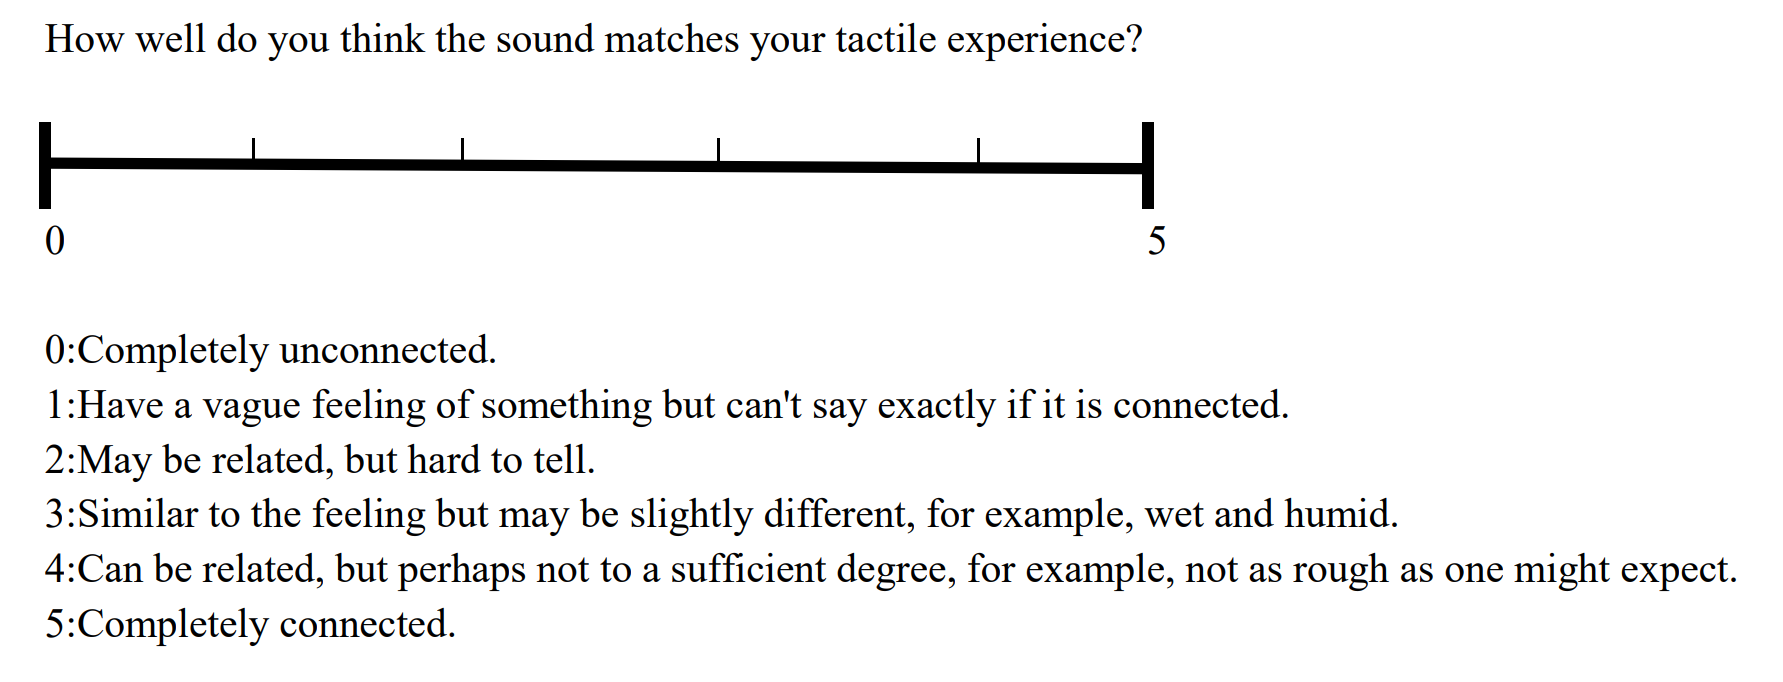 How well do you think the sound matches your tactile experience?
0
5
0:Completely unconnected.
1:Have a vague feeling of something but can't say exactly if it is connected.
2:May be related, but hard to tell.
3:Similar to the feeling but may be slightly different, for example, wet and humid.
4:Can be related, but perhaps not to a sufficient degree, for example, not as rough as one might expect.
5:Completely connected.